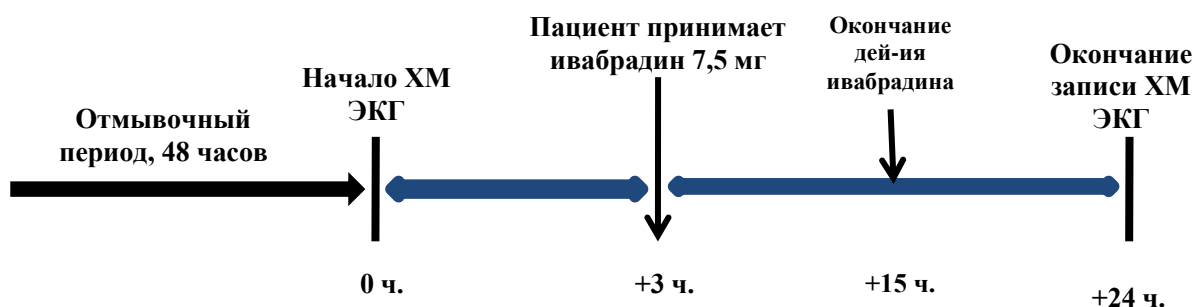 Отмывочный
период, 48 часов
Начало ХМ
ЭКГ
Пациент принимает
ивабрадин 7,5 мг
Окончание
дей-ия
ивабрадина
Окончание
записи ХМ
ЭКГ
0 ч.
+3 ч.
+15 ч.
+24 ч.